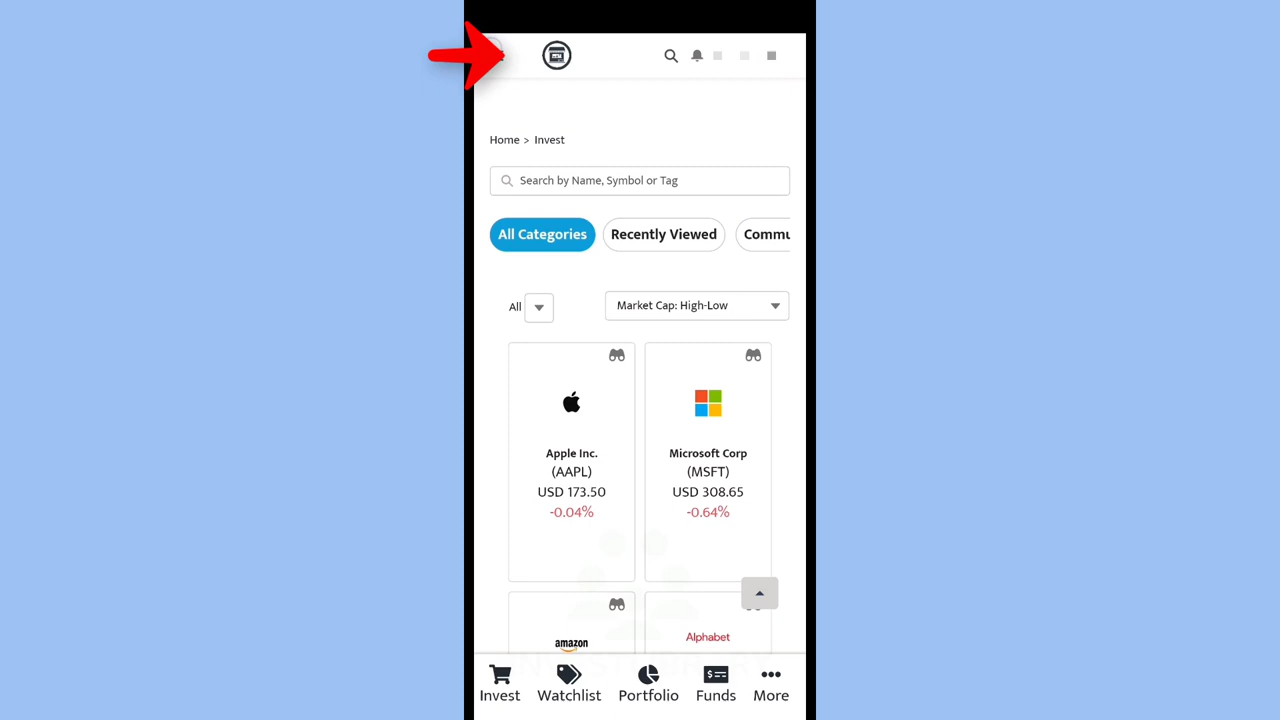 Home > Invest
Search by Name, Symbol or Tag
All Categories Recently Viewed Commu
All Market Cap: High-Low
Apple Inc. Microsoft Corp
(AAPL) (MSFT)
USD 173.50 USD 308.65
-0.04% -0.64%
amazon Alphabet
Invest Watchlist Portfolio Funds More